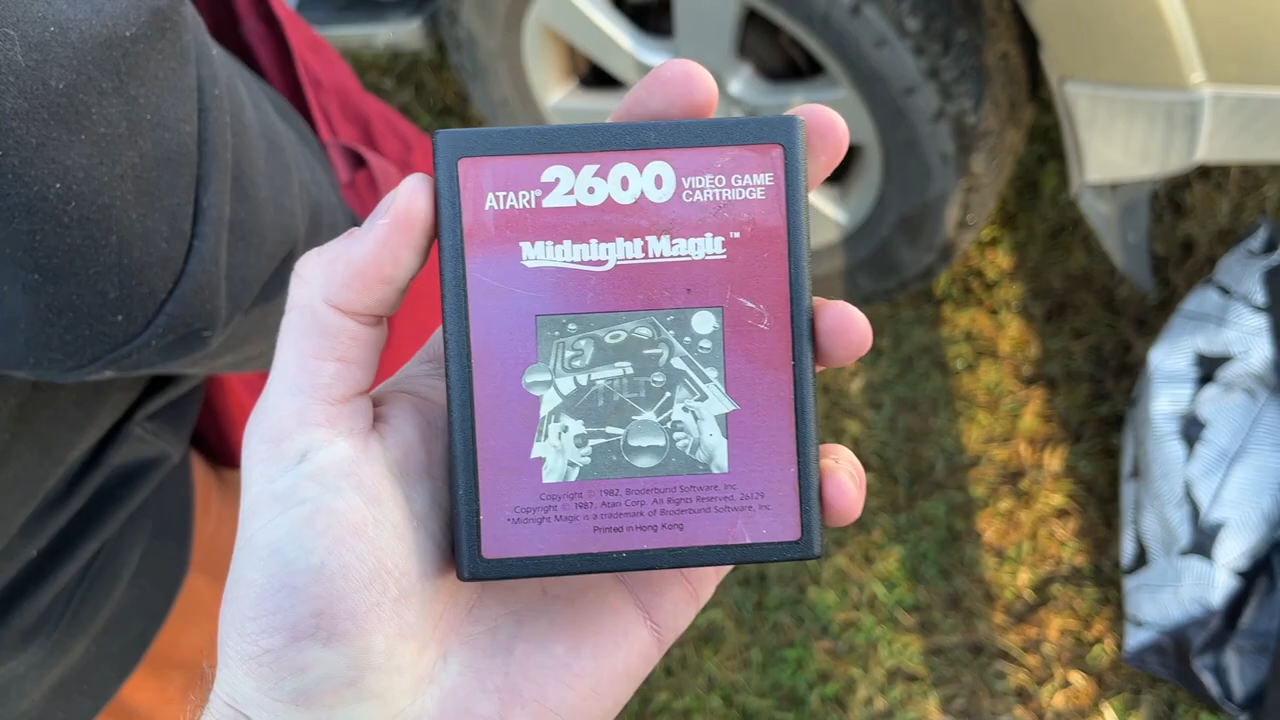 ATARI® 2600 VIDEO GAME CARTRIDGE
Midnight Magic™
TILT
Copyright © 1982, Broderbund Software, Inc.
Copyright © 1987, Atari Corp. All Rights Reserved. 26129
*Midnight Magic is a trademark of Broderbund Software, Inc.
Printed in Hong Kong